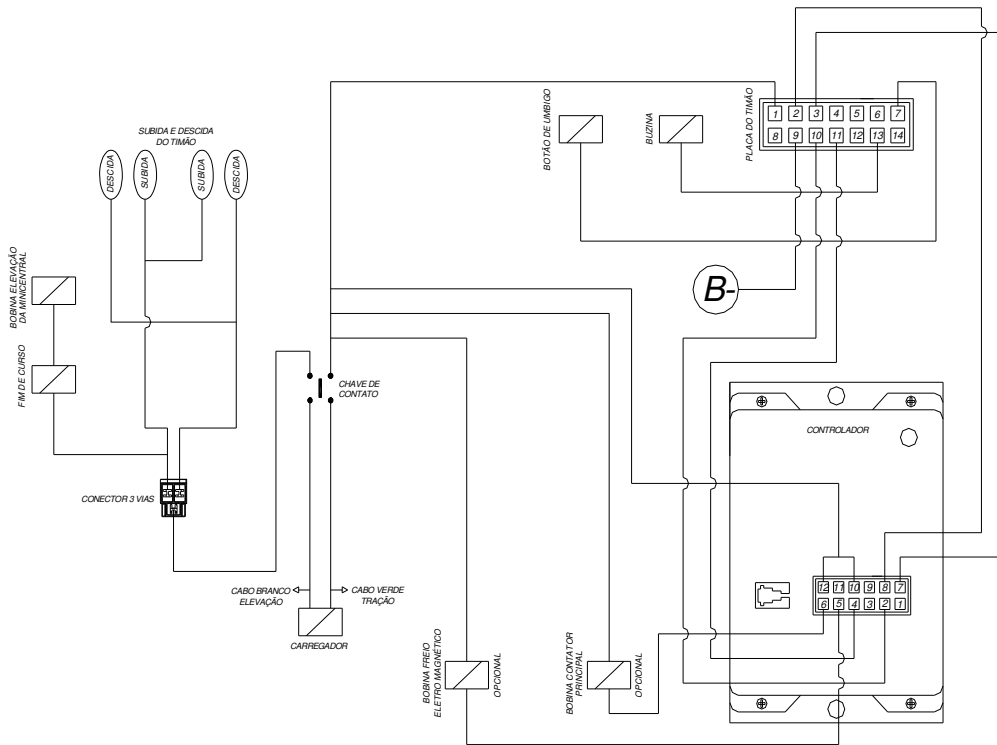 SUBIDA E DESCIDA
DO TIMÃO
DESCIDA
SUBIDA
SUBIDA
DESCIDA
BOBINA ELEVAÇÃO
DA MINICENTRAL
FIM DE CURSO
CONECTOR 3 VIAS
CHAVE DE
CONTATO
CABO BRANCO
ELEVAÇÃO
CABO VERDE
TRAÇÃO
CARREGADOR
BOBINA FREIO
ELETRO MAGNÉTICO
OPCIONAL
BOBINA CONTATOR
PRINCIPAL
OPCIONAL
BOTÃO DE UMBIGO
BUZINA
PLACA DO TIMÃO
1 2 3 4 5 6 7
8 9 10 11 12 13 14
B-
CONTROLADOR
12 11 10 9 8 7
6 5 4 3 2 1